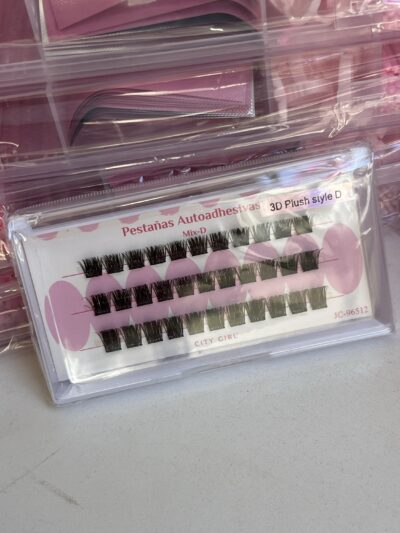 Pestañas Autoadhesivas
3D Plush style D
Mix-D
CITY GIRL
JC-96512